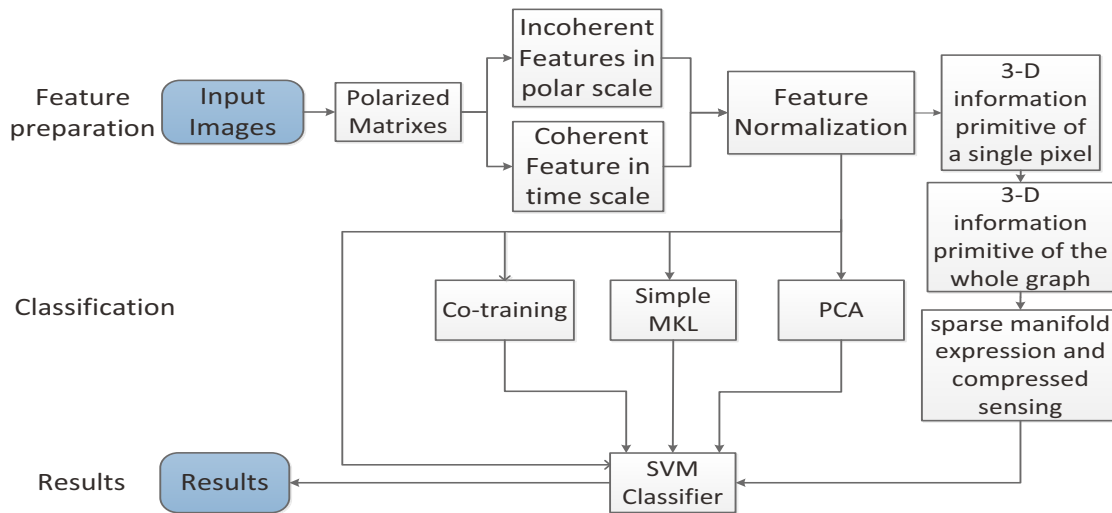 Feature
preparation
Input
Images
Polarized
Matrixes
Incoherent
Features in
polar scale
Coherent
Feature in
time scale
Feature
Normalization
3-D
information
primitive of
a single pixel
3-D
information
primitive of the
whole graph
Classification
Co-training
Simple
MKL
PCA
sparse manifold
expression and
compressed
sensing
Results
Results
SVM
Classifier